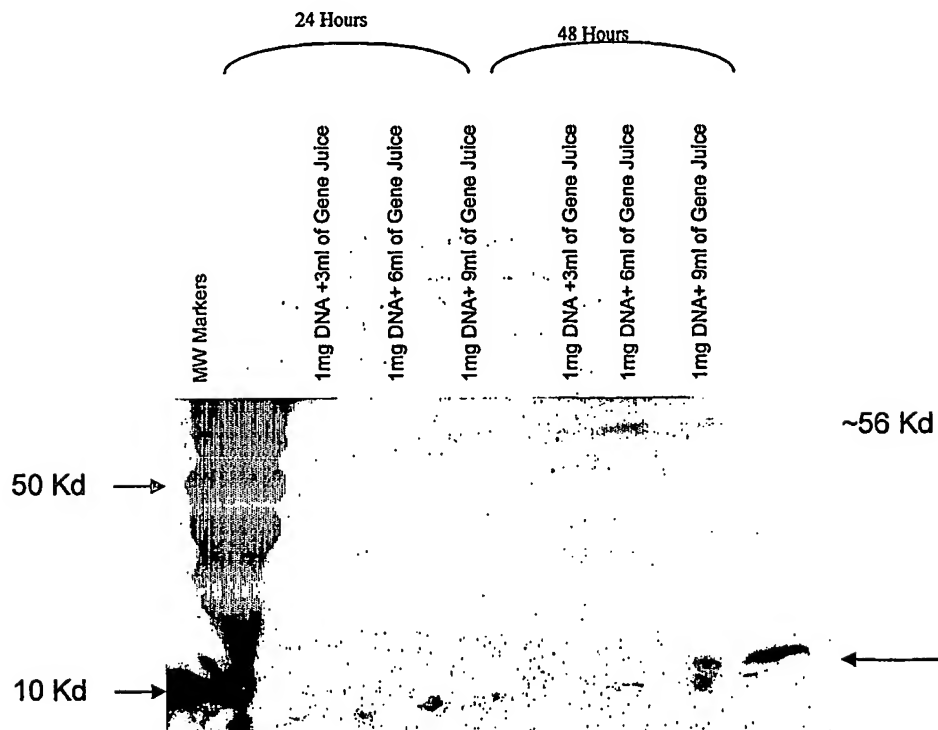 24 Hours
48 Hours
MW Markers
1mg DNA +3ml of Gene Juice
1mg DNA+ 6ml of Gene Juice
1mg DNA+ 9ml of Gene Juice
1mg DNA +3ml of Gene Juice
1mg DNA+ 6ml of Gene Juice
1mg DNA+ 9ml of Gene Juice
~56 Kd
50 Kd
10 Kd